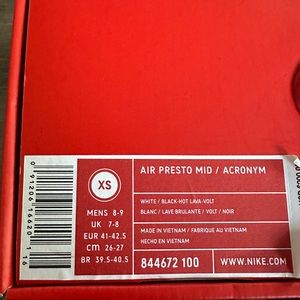 AIR PRESTO MID / ACRONYM
XS
WHITE / BLACK-HOT LAVA-VOLT
BLANC / LAVE BRULANTE / VOLT / NOIR
MENS 8-9
UK 7-8
EUR 41-42.5
cm 26-27
BR 39.5-40.5
MADE IN VIETNAM / FABRIQUE AU VIETNAM
HECHO EN VIETNAM
844672 100
WWW.NIKE.COM